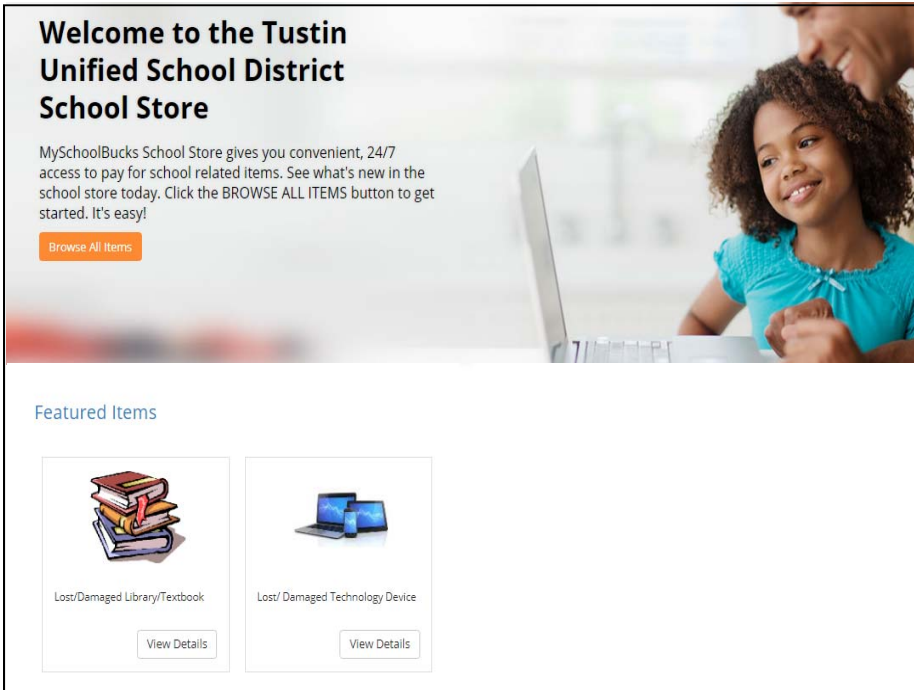 Welcome to the Tustin
Unified School District
School Store
MySchoolBucks School Store gives you convenient, 24/7
access to pay for school related items. See what's new in the
school store today. Click the BROWSE ALL ITEMS button to get
started. It's easy!
Browse All Items
Featured Items
Lost/Damaged Library/Textbook
View Details
Lost/ Damaged Technology Device
View Details